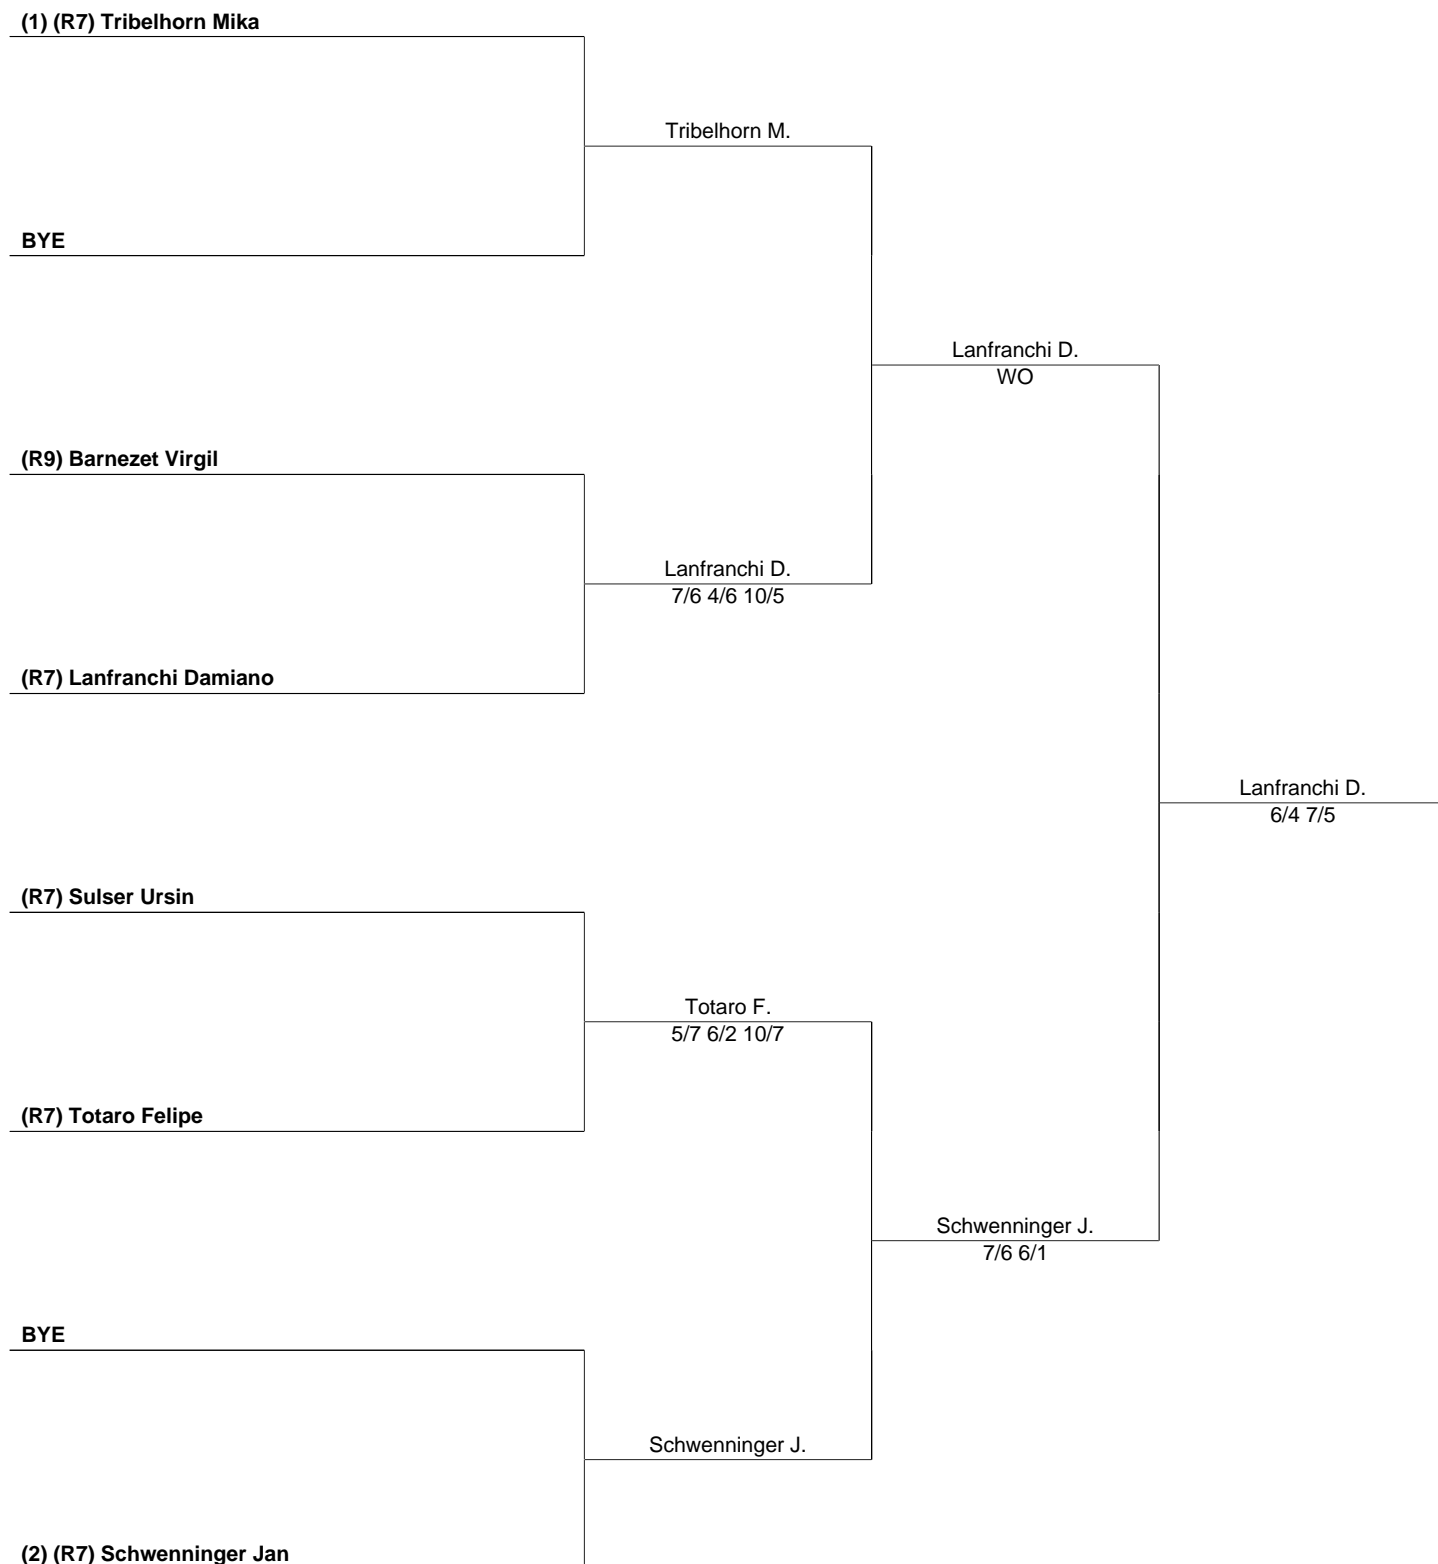 (1) (R7) Tribelhorn Mika
Tribelhorn M.
BYE
Lanfranchi D.
WO
(R9) Barnezet Virgil
Lanfranchi D.
7/6 4/6 10/5
(R7) Lanfranchi Damiano
Lanfranchi D.
6/4 7/5
(R7) Sulser Ursin
Totaro F.
5/7 6/2 10/7
(R7) Totaro Felipe
Schwenninger J.
7/6 6/1
BYE
Schwenninger J.
(2) (R7) Schwenninger Jan